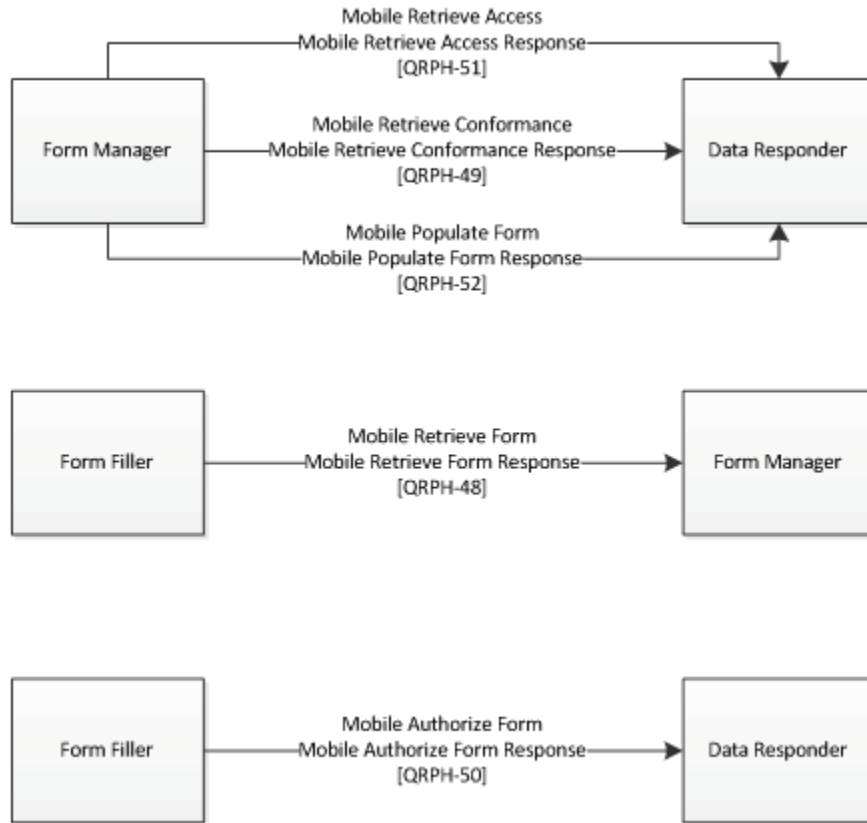 Mobile Retrieve Access
Mobile Retrieve Access Response
[QRPH-51]
Form Manager
Mobile Retrieve Conformance
Mobile Retrieve Conformance Response
[QRPH-49]
Data Responder
Mobile Populate Form
Mobile Populate Form Response
[QRPH-52]
Form Filler
Mobile Retrieve Form
Mobile Retrieve Form Response
[QRPH-48]
Form Manager
Form Filler
Mobile Authorize Form
Mobile Authorize Form Response
[QRPH-50]
Data Responder